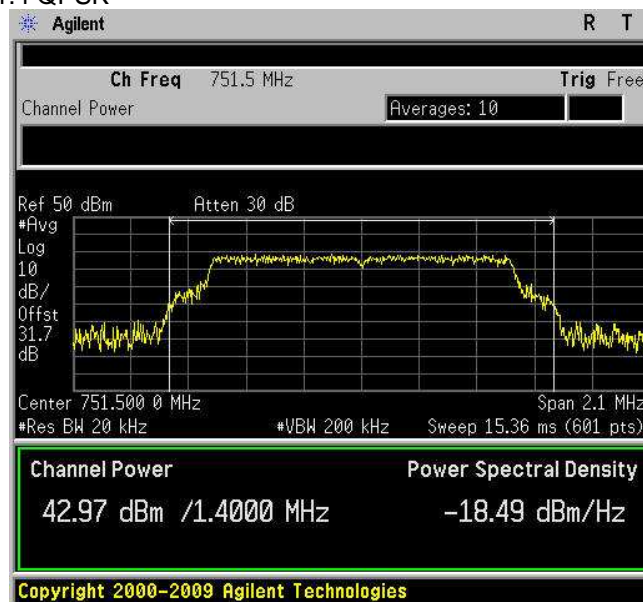 Agilent R T
Ch Freq 751.5 MHz Trig Free
Channel Power Averages: 10
Ref 50 dBm Atten 30 dB
#Avg
Log
10
dB/
Offst
31.7
dB
Center 751.500 0 MHz Span 2.1 MHz
#Res BW 20 kHz #VBW 200 kHz Sweep 15.36 ms (601 pts)
Channel Power Power Spectral Density
42.97 dBm /1.4000 MHz -18.49 dBm/Hz
Copyright 2000-2009 Agilent Technologies